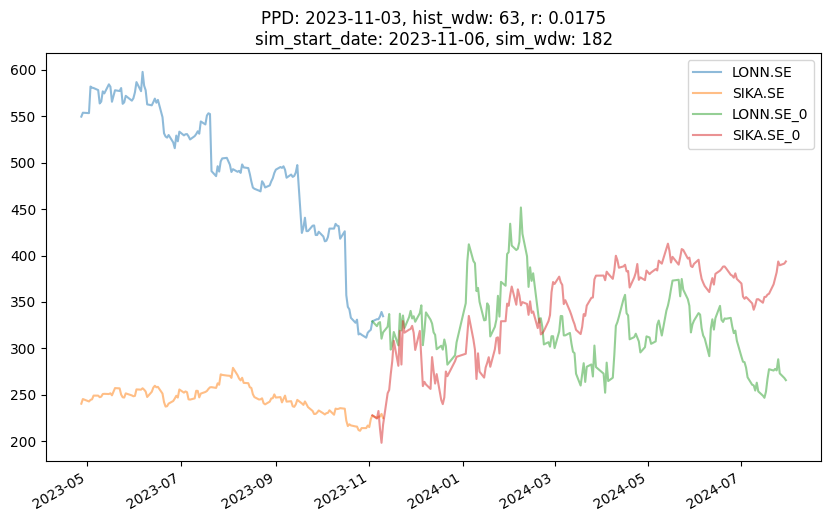 PPD: 2023-11-03, hist_wdw: 63, r: 0.0175
sim_start_date: 2023-11-06, sim_wdw: 182
LONN.SE
SIKA.SE
LONN.SE_0
SIKA.SE_0
600
550
500
450
400
350
300
250
200
2023-05
2023-07
2023-09
2023-11
2024-01
2024-03
2024-05
2024-07